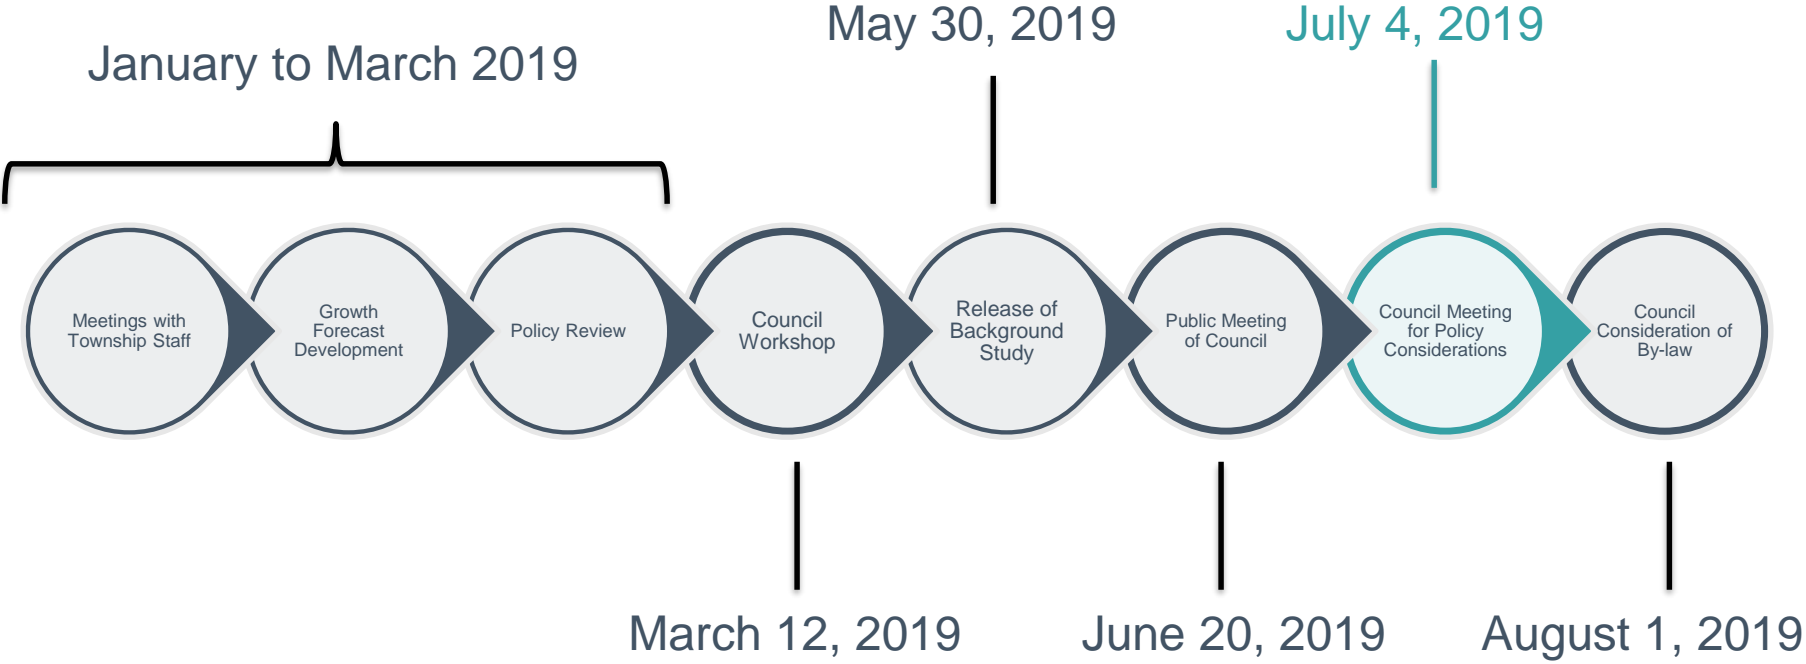 May 30, 2019
July 4, 2019
January to March 2019
Meetings with
Township Staff
Growth
Forecast
Development
Policy Review
Council
Workshop
Release of
Background
Study
Public Meeting
of Council
Council Meeting
for Policy
Considerations
Council
Consideration of
By-law
March 12, 2019
June 20, 2019
August 1, 2019